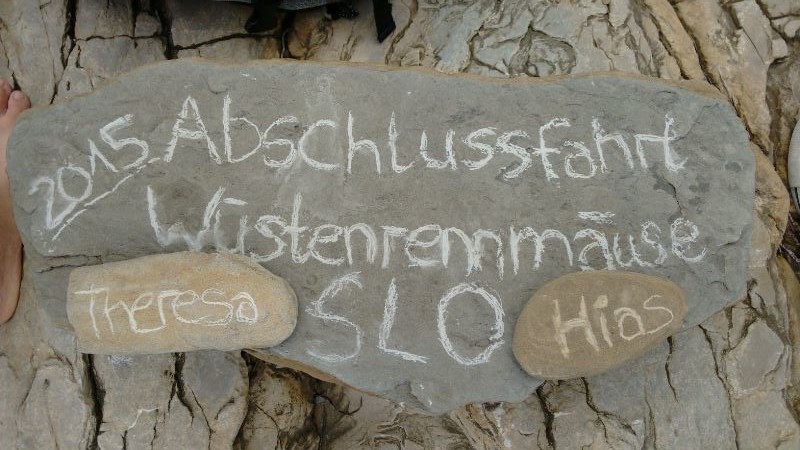 2015 Abschlussfahrt
Wüstenrennmäuse
Theresa SLO Hias